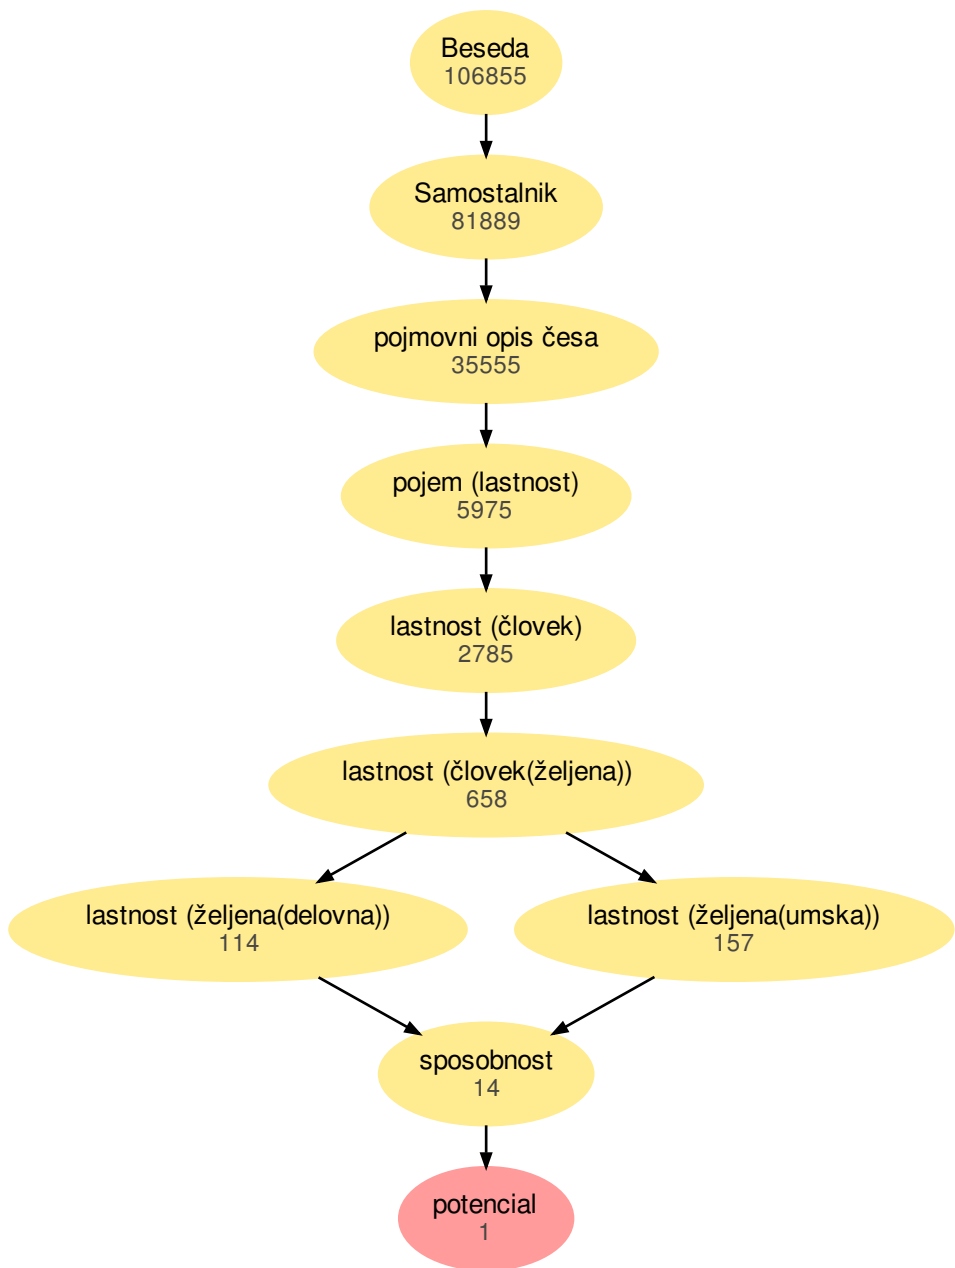 Beseda
106855
Samostalnik
81889
pojmovni opis česa
35555
pojem (lastnost)
5975
lastnost (človek)
2785
lastnost (človek(željena))
658
lastnost (željena(delovna))
114
lastnost (željena(umska))
157
sposobnost
14
potencial
1